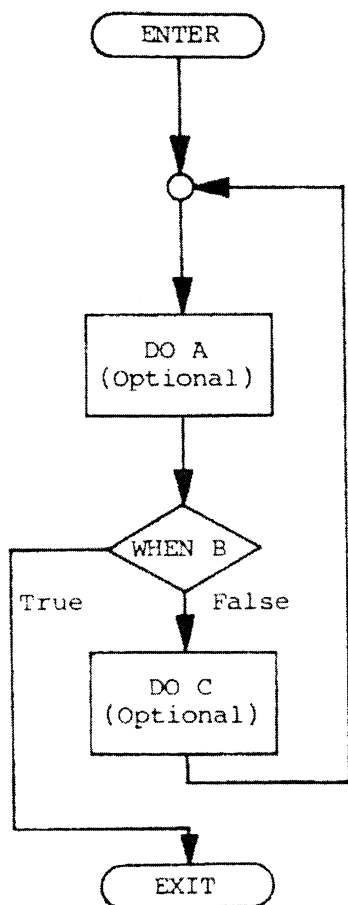 ENTER
DO A
(Optional)
WHEN B
True
False
DO C
(Optional)
EXIT